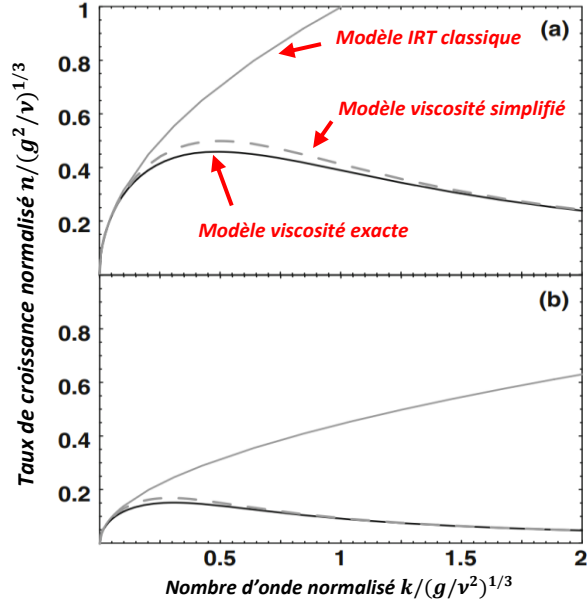 1
(a)
Modèle IRT classique
0.8
Modèle viscosité simplifié
0.6
0.4
Modèle viscosité exacte
0.2
(b)
0.8
0.6
0.4
0.2
0.5
1
1.5
2
Taux de croissance normalisé n/(g²/ν)^{1/3}
Nombre d'onde normalisé k/(g/ν²)^{1/3}